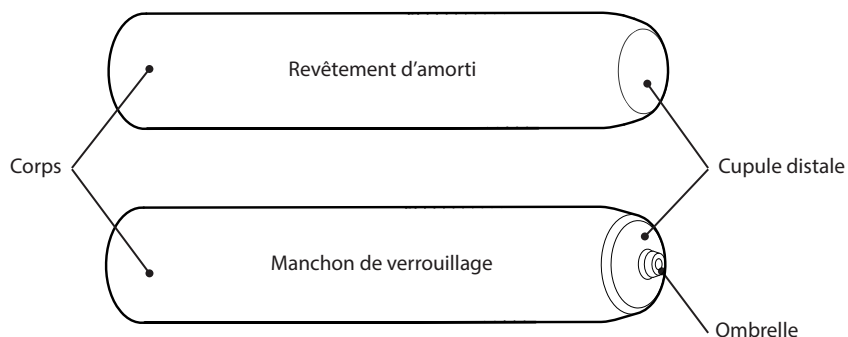 Revêtement d’amorti
Corps
Cupule distale
Manchon de verrouillage
Ombrelle